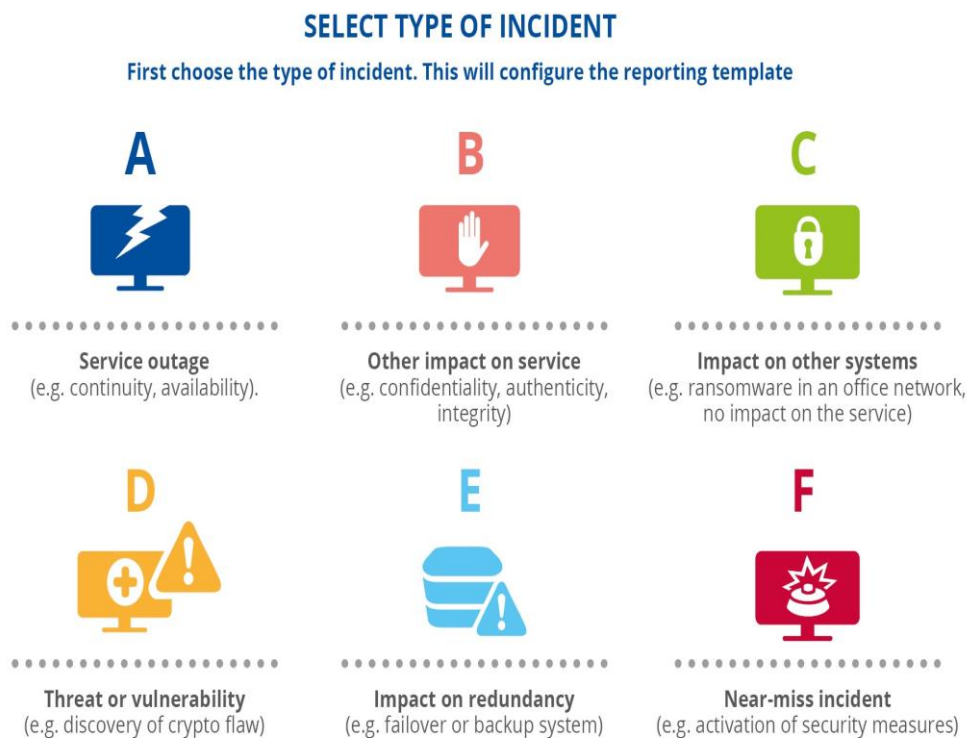 SELECT TYPE OF INCIDENT
First choose the type of incident. This will configure the reporting template
A
B
C
Service outage
(e.g. continuity, availability).
Other impact on service
(e.g. confidentiality, authenticity,
integrity)
Impact on other systems
(e.g. ransomware in an office network,
no impact on the service)
D
E
F
Threat or vulnerability
(e.g. discovery of crypto flaw)
Impact on redundancy
(e.g. failover or backup system)
Near-miss incident
(e.g. activation of security measures)